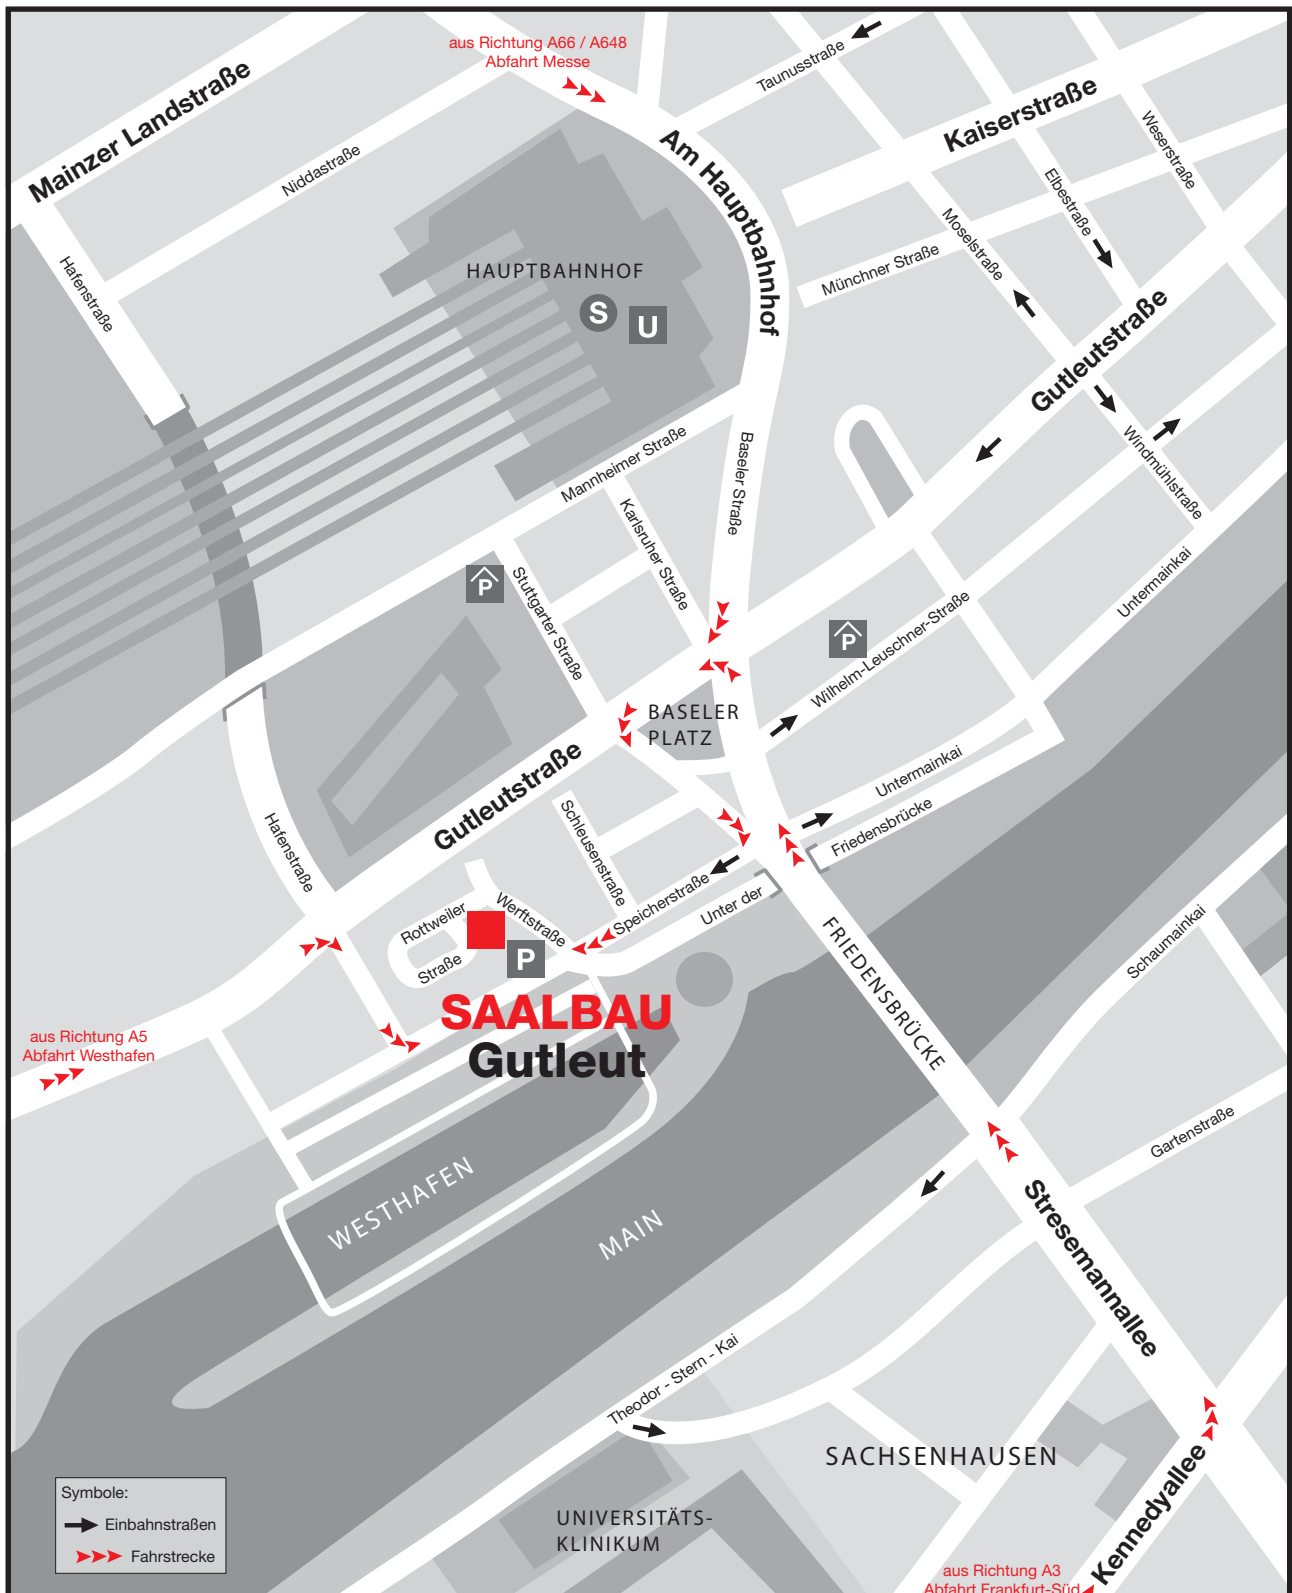 aus Richtung A66 / A648
Abfahrt Messe
Taunusstraße
Mainzer Landstraße
Niddastraße
Am Hauptbahnhof
Kaiserstraße
Weserstraße
Elbestraße
Moselstraße
Münchner Straße
Hafenstraße
HAUPTBAHNHOF
S
U
Gutleutstraße
Mannheimer Straße
Baseler Straße
Karlsruher Straße
Windmühlstraße
Untermainkai
P
Stuttgarter Straße
P
Wilhelm-Leuschner-Straße
BASELER
PLATZ
Gutleutstraße
Untermainkai
Friedensbrücke
Hafenstraße
Schleusenstraße
Speicherstraße
Unter der
Rottweiler
Straße
Werftstraße
P
SAALBAU
Gutleut
FRIEDENSBRÜCKE
Schaumainkai
aus Richtung A5
Abfahrt Westhafen
Gartenstraße
WESTHAFEN
MAIN
Stresemannallee
Theodor - Stern - Kai
SACHSENHAUSEN
UNIVERSITÄTS-
KLINIKUM
Kennedyallee
aus Richtung A3
Abfahrt Frankfurt-Süd
Symbole:
Einbahnstraßen
Fahrstrecke